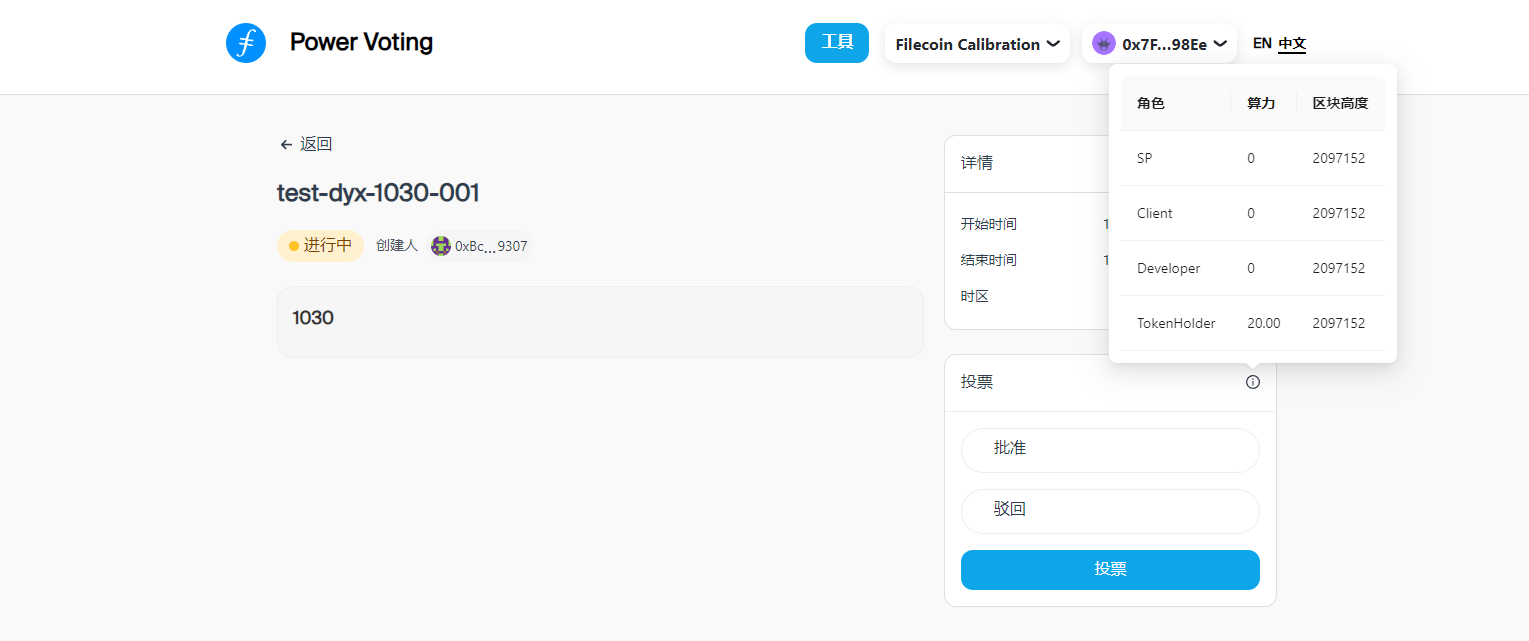 Power Voting
工具
Filecoin Calibration
0x7F...98Ee
EN 中文
角色 算力 区块高度
SP 0 2097152
Client 0 2097152
Developer 0 2097152
TokenHolder 20.00 2097152
返回
test-dyx-1030-001
进行中 创建人 0xBc...9307
1030
详情
开始时间 1
结束时间 1
时区
投票
批准
驳回
投票